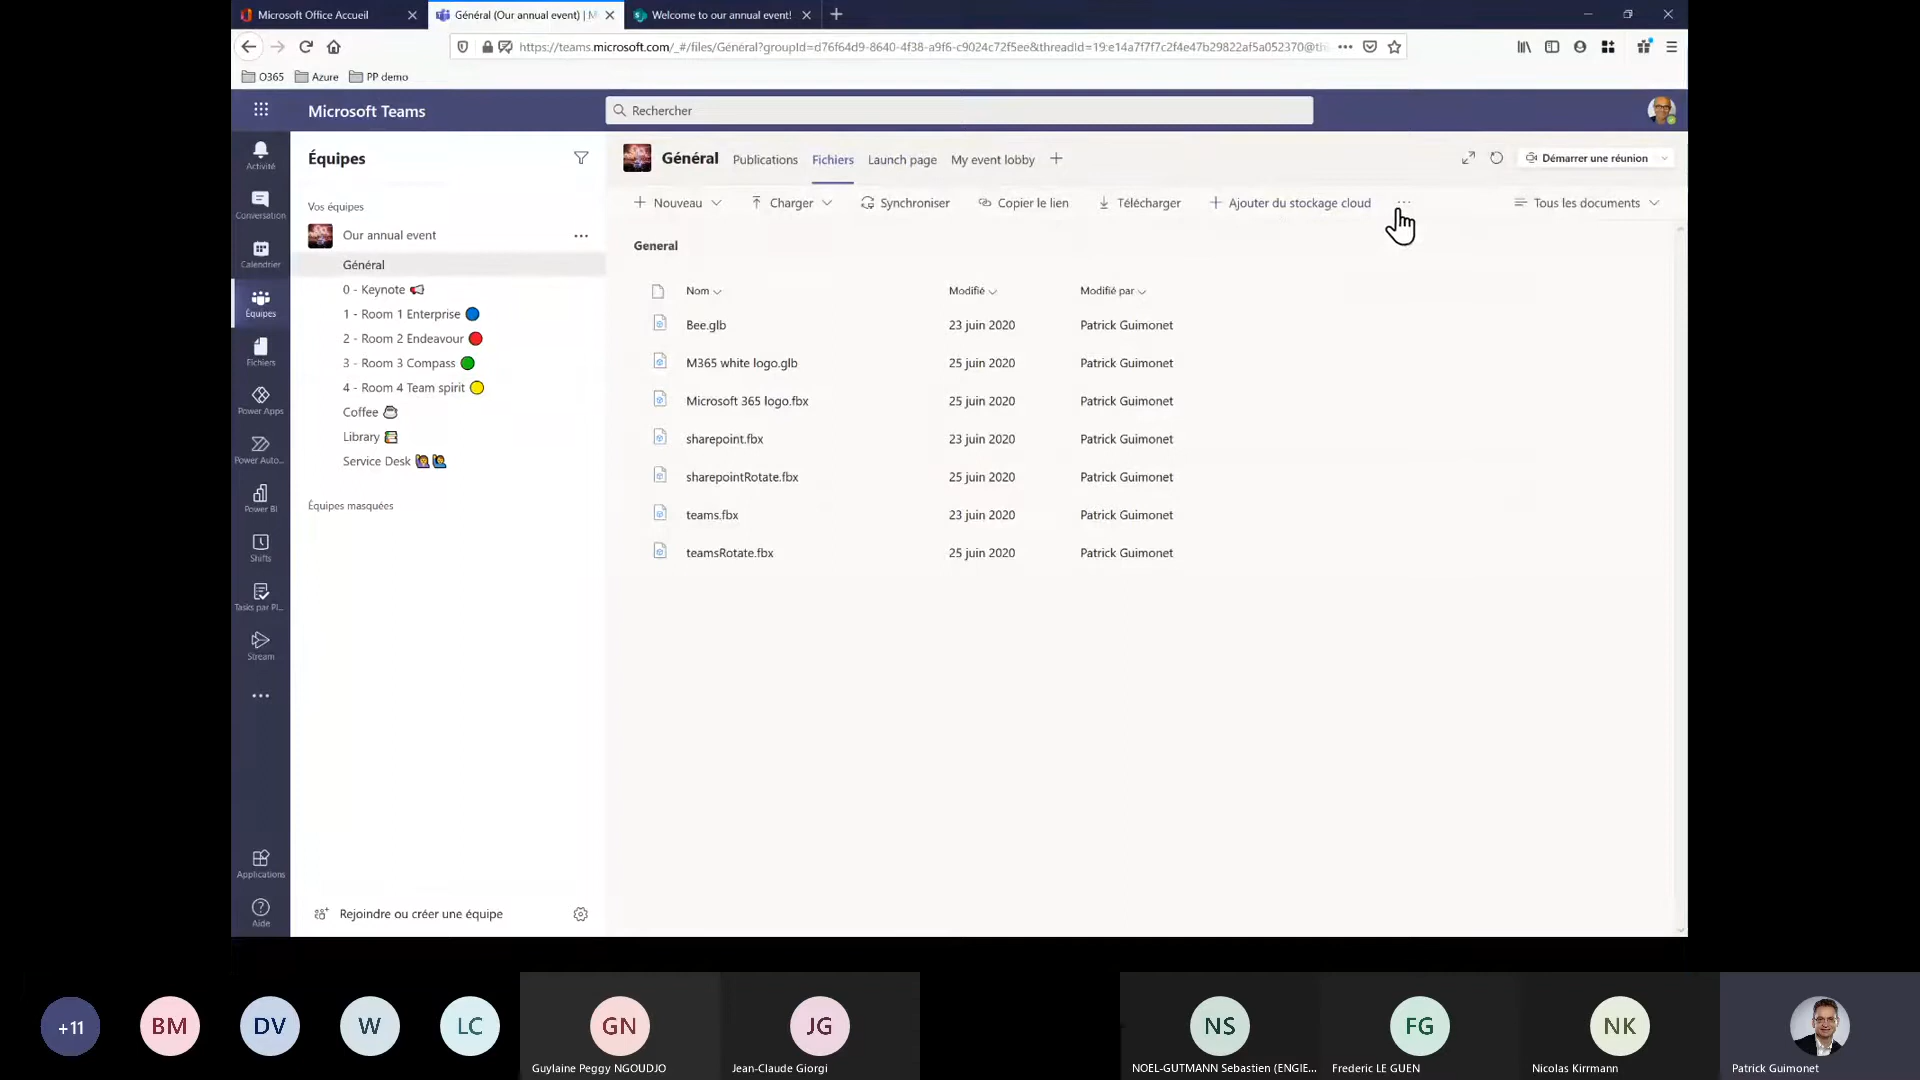 Microsoft Office Accueil
Général (Our annual event) | M
Welcome to our annual event!
https://teams.microsoft.com/_#/files/Général?groupId=d76f64d9-8640-4f38-a9f6-c9024c72f5ee&threadId=19:e14a7f7f7c2f4e47b29822af5a052370@th
O365
Azure
PP demo
Microsoft Teams
Rechercher
Activité
Conversation
Calendrier
Équipes
Fichiers
Power Apps
Power Auto...
Power BI
Shifts
Tasks par Pl...
Stream
Applications
Aide
Équipes
Vos équipes
Our annual event
Général
0 - Keynote 📢
1 - Room 1 Enterprise 🔵
2 - Room 2 Endeavour 🔴
3 - Room 3 Compass 🟢
4 - Room 4 Team spirit 🟡
Coffee ☕
Library 📚
Service Desk 🙋🙋
Équipes masquées
Rejoindre ou créer une équipe
Général
Publications
Fichiers
Launch page
My event lobby
Démarrer une réunion
Nouveau
Charger
Synchroniser
Copier le lien
Télécharger
Ajouter du stockage cloud
Tous les documents
General
Nom Modifié Modifié par
Bee.glb 23 juin 2020 Patrick Guimonet
M365 white logo.glb 25 juin 2020 Patrick Guimonet
Microsoft 365 logo.fbx 25 juin 2020 Patrick Guimonet
sharepoint.fbx 23 juin 2020 Patrick Guimonet
sharepointRotate.fbx 25 juin 2020 Patrick Guimonet
teams.fbx 23 juin 2020 Patrick Guimonet
teamsRotate.fbx 25 juin 2020 Patrick Guimonet
+11
BM
DV
W
LC
GN
Guylaine Peggy NGOUDJO
JG
Jean-Claude Giorgi
NS
NOEL-GUTMANN Sebastien (ENGIE...
FG
Frederic LE GUEN
NK
Nicolas Kirrmann
Patrick Guimonet